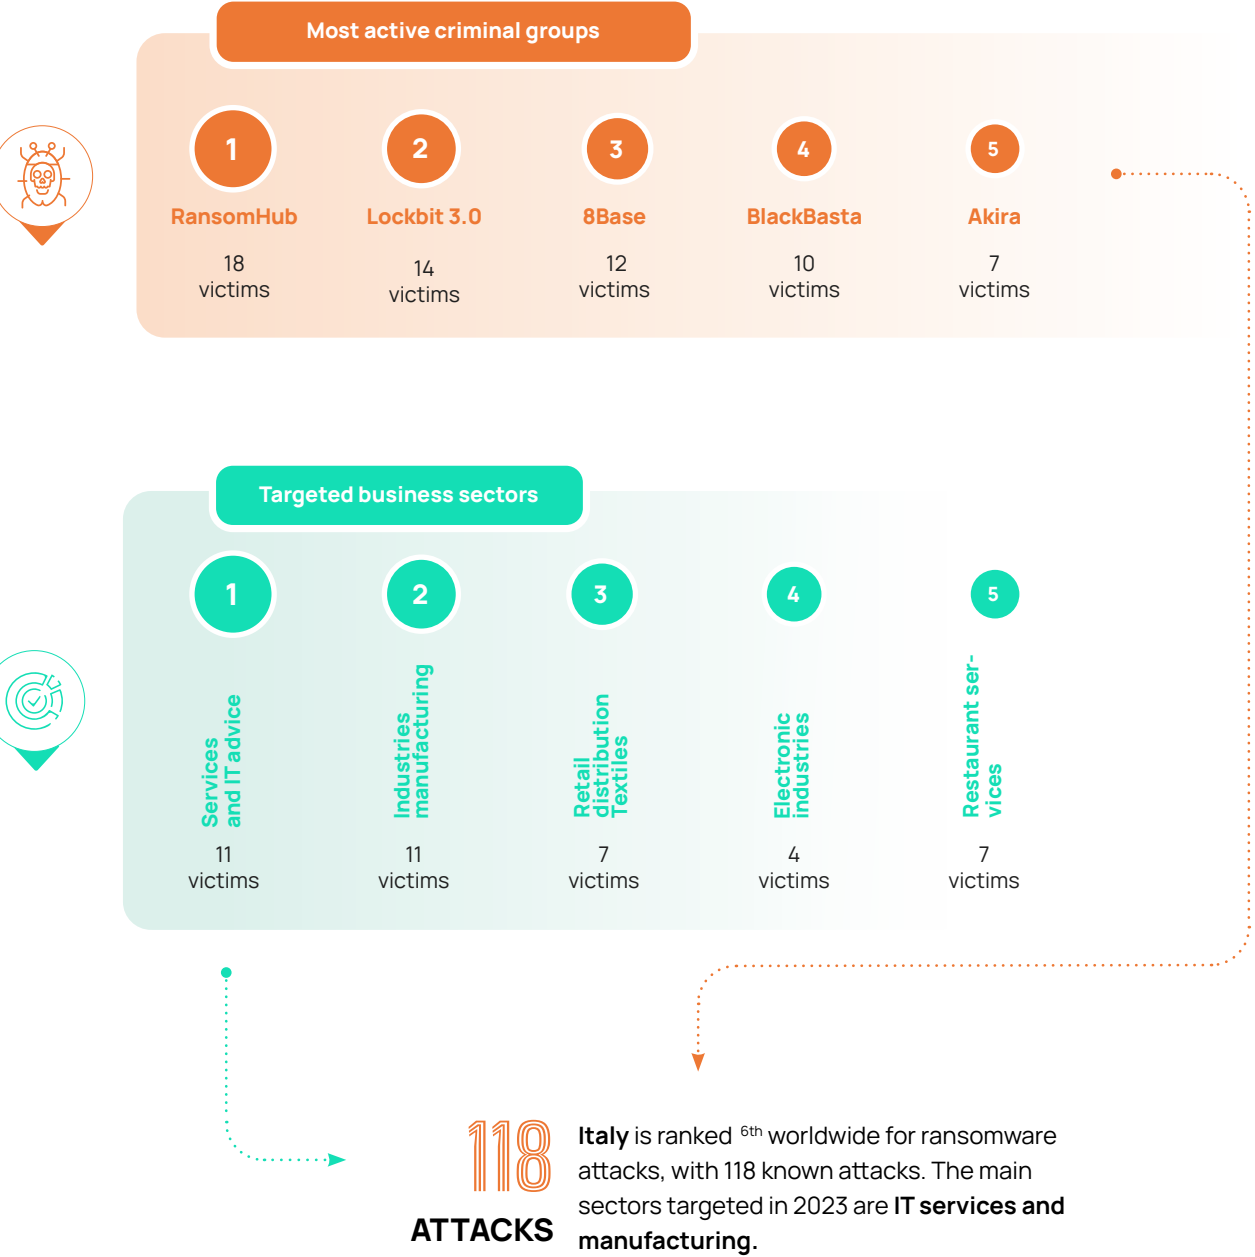 Most active criminal groups
1
2
3
4
5
RansomHub
Lockbit 3.0
8Base
BlackBasta
Akira
18
victims
14
victims
12
victims
10
victims
7
victims
Targeted business sectors
1
2
3
4
5
Services
and IT advice
Industries
manufacturing
Retail
distribution
Textiles
Electronic
industries
Restaurant ser-
vices
11
victims
11
victims
7
victims
4
victims
7
victims
118
ATTACKS
Italy is ranked 6th worldwide for ransomware
attacks, with 118 known attacks. The main
sectors targeted in 2023 are IT services and
manufacturing.